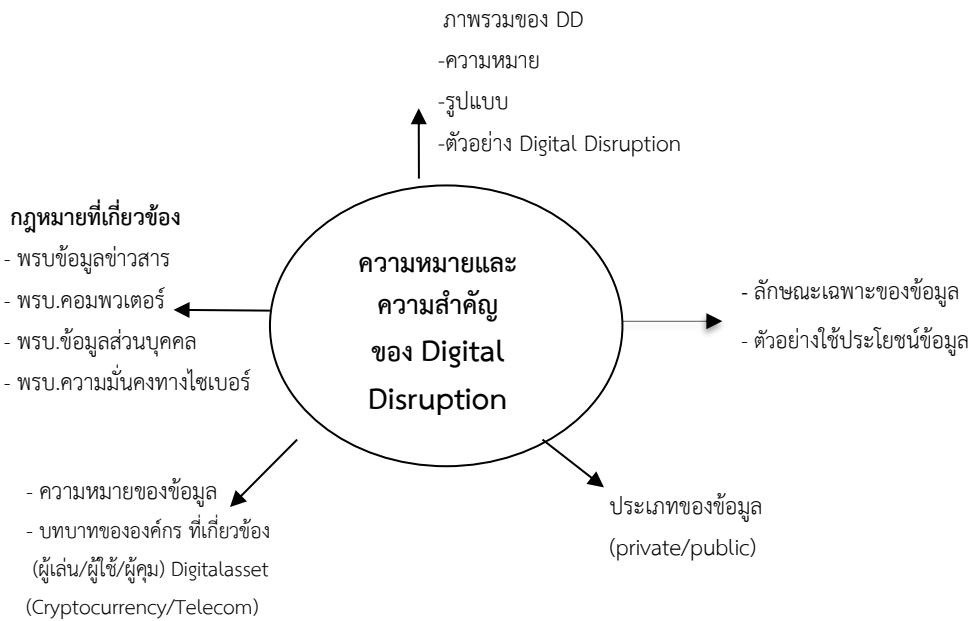 ภาพรวมของ DD
-ความหมาย
-รูปแบบ
-ตัวอย่าง Digital Disruption
กฎหมายที่เกี่ยวข้อง
- พรบข้อมูลข่าวสาร
- พรบ.คอมพวเตอร์
- พรบ.ข้อมูลส่วนบุคคล
- พรบ.ความมั่นคงทางไซเบอร์
ความหมายและ
ความสำคัญ
ของ Digital
Disruption
- ลักษณะเฉพาะของข้อมูล
- ตัวอย่างใช้ประโยชน์ข้อมูล
- ความหมายของข้อมูล
- บทบาทขององค์กร ที่เกี่ยวข้อง
(ผู้เล่น/ผู้ใช้/ผู้คุม) Digitalasset
(Cryptocurrency/Telecom)
ประเภทของข้อมูล
(private/public)